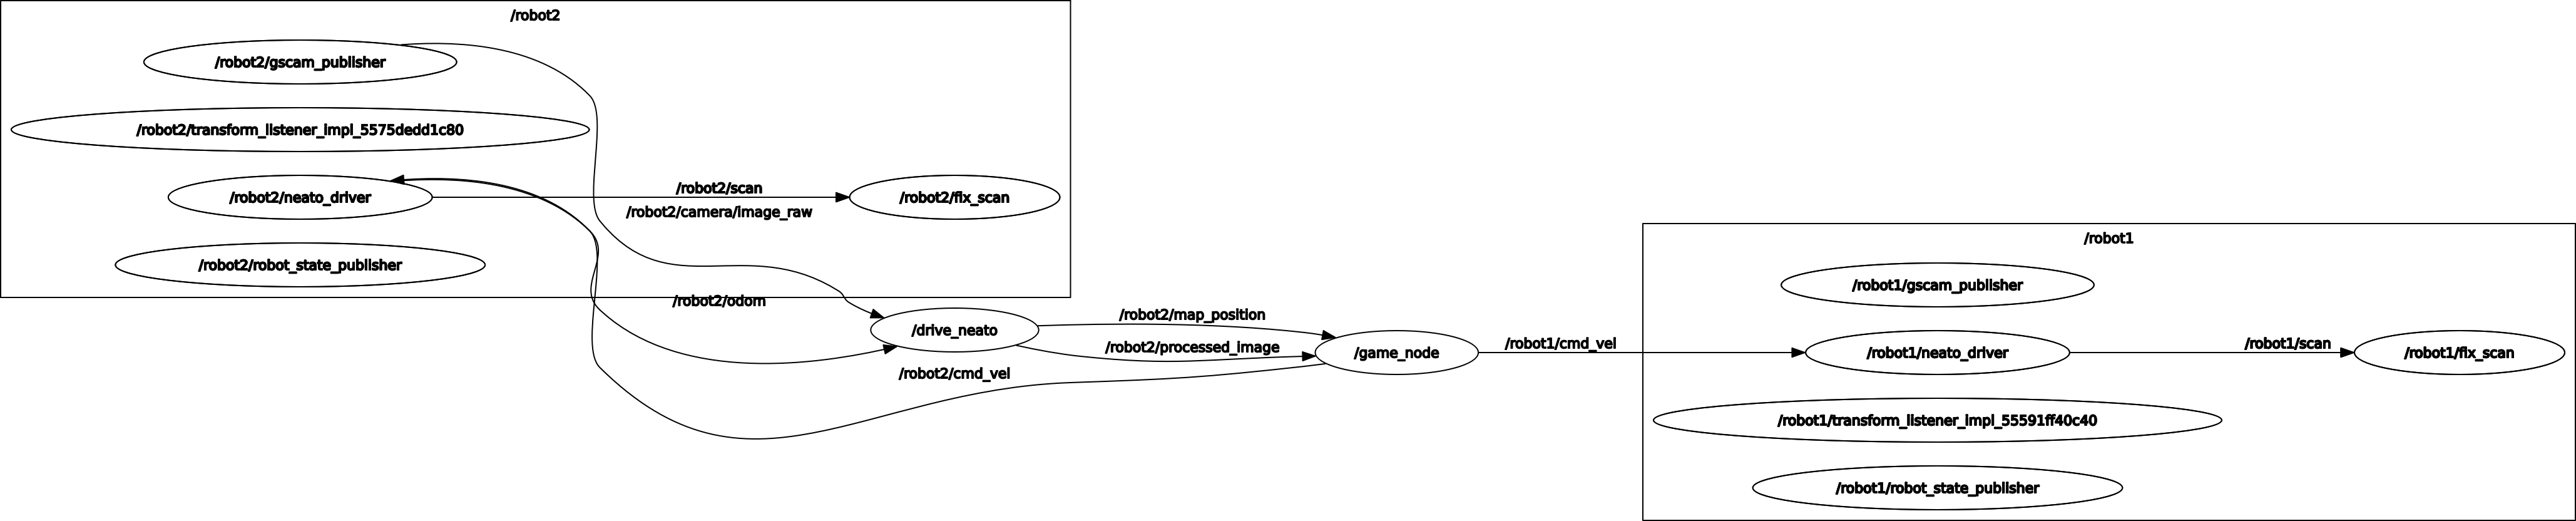 /robot2
/robot2/gscam_publisher
/robot2/transform_listener_impl_5575dedd1c80
/robot2/neato_driver
/robot2/scan
/robot2/camera/image_raw
/robot2/fix_scan
/robot2/robot_state_publisher
/robot2/odom
/drive_neato
/robot2/map_position
/robot2/processed_image
/robot2/cmd_vel
/game_node
/robot1/cmd_vel
/robot1
/robot1/gscam_publisher
/robot1/neato_driver
/robot1/scan
/robot1/fix_scan
/robot1/transform_listener_impl_55591ff40c40
/robot1/robot_state_publisher